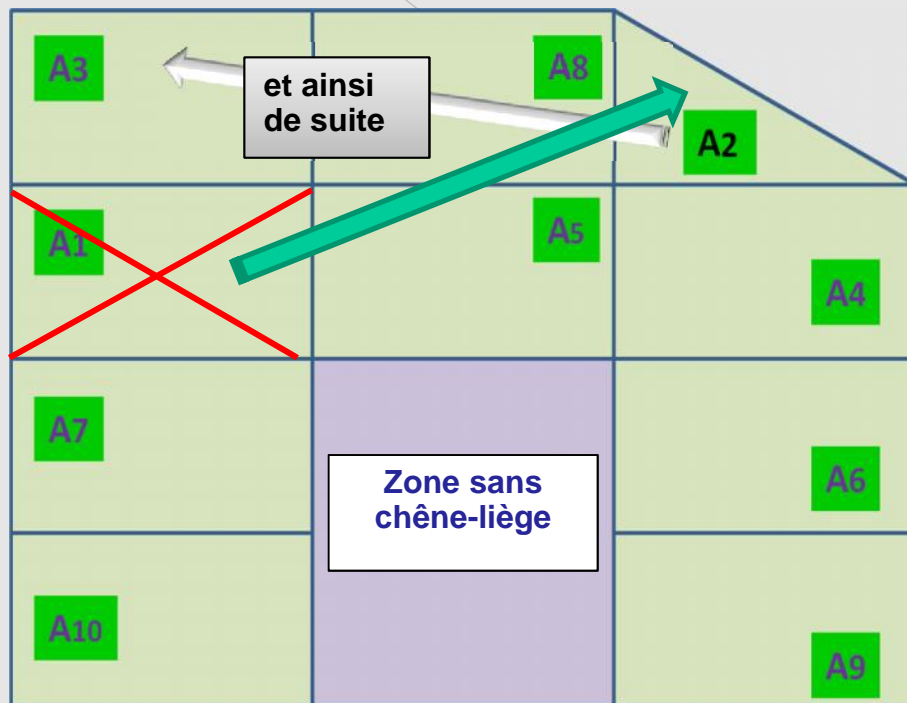 A3
et ainsi
de suite
A8
A2
A1
A5
A4
A7
Zone sans
chêne-liège
A6
A10
A9